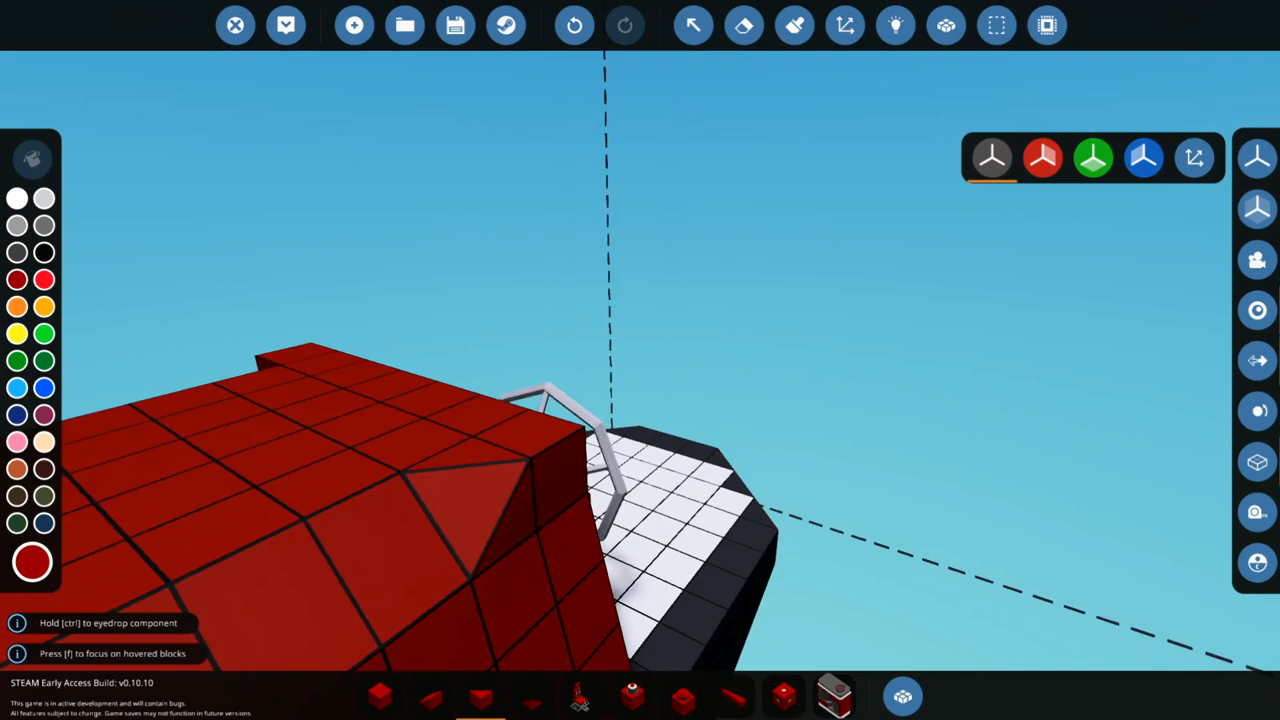 Hold [ctrl] to eyedrop component
Press [f] to focus on hovered blocks
STEAM Early Access Build: v0.10.10
This game is in active development and will contain bugs.
All features subject to change. Game saves may not function in future versions